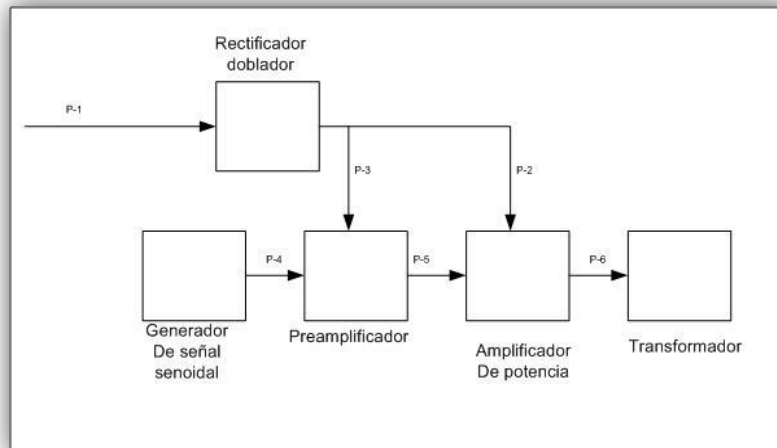 Rectificador
doblador
P-1
P-3
P-2
P-4
P-5
P-6
Generador
De señal
senoidal
Preamplificador
Amplificador
De potencia
Transformador